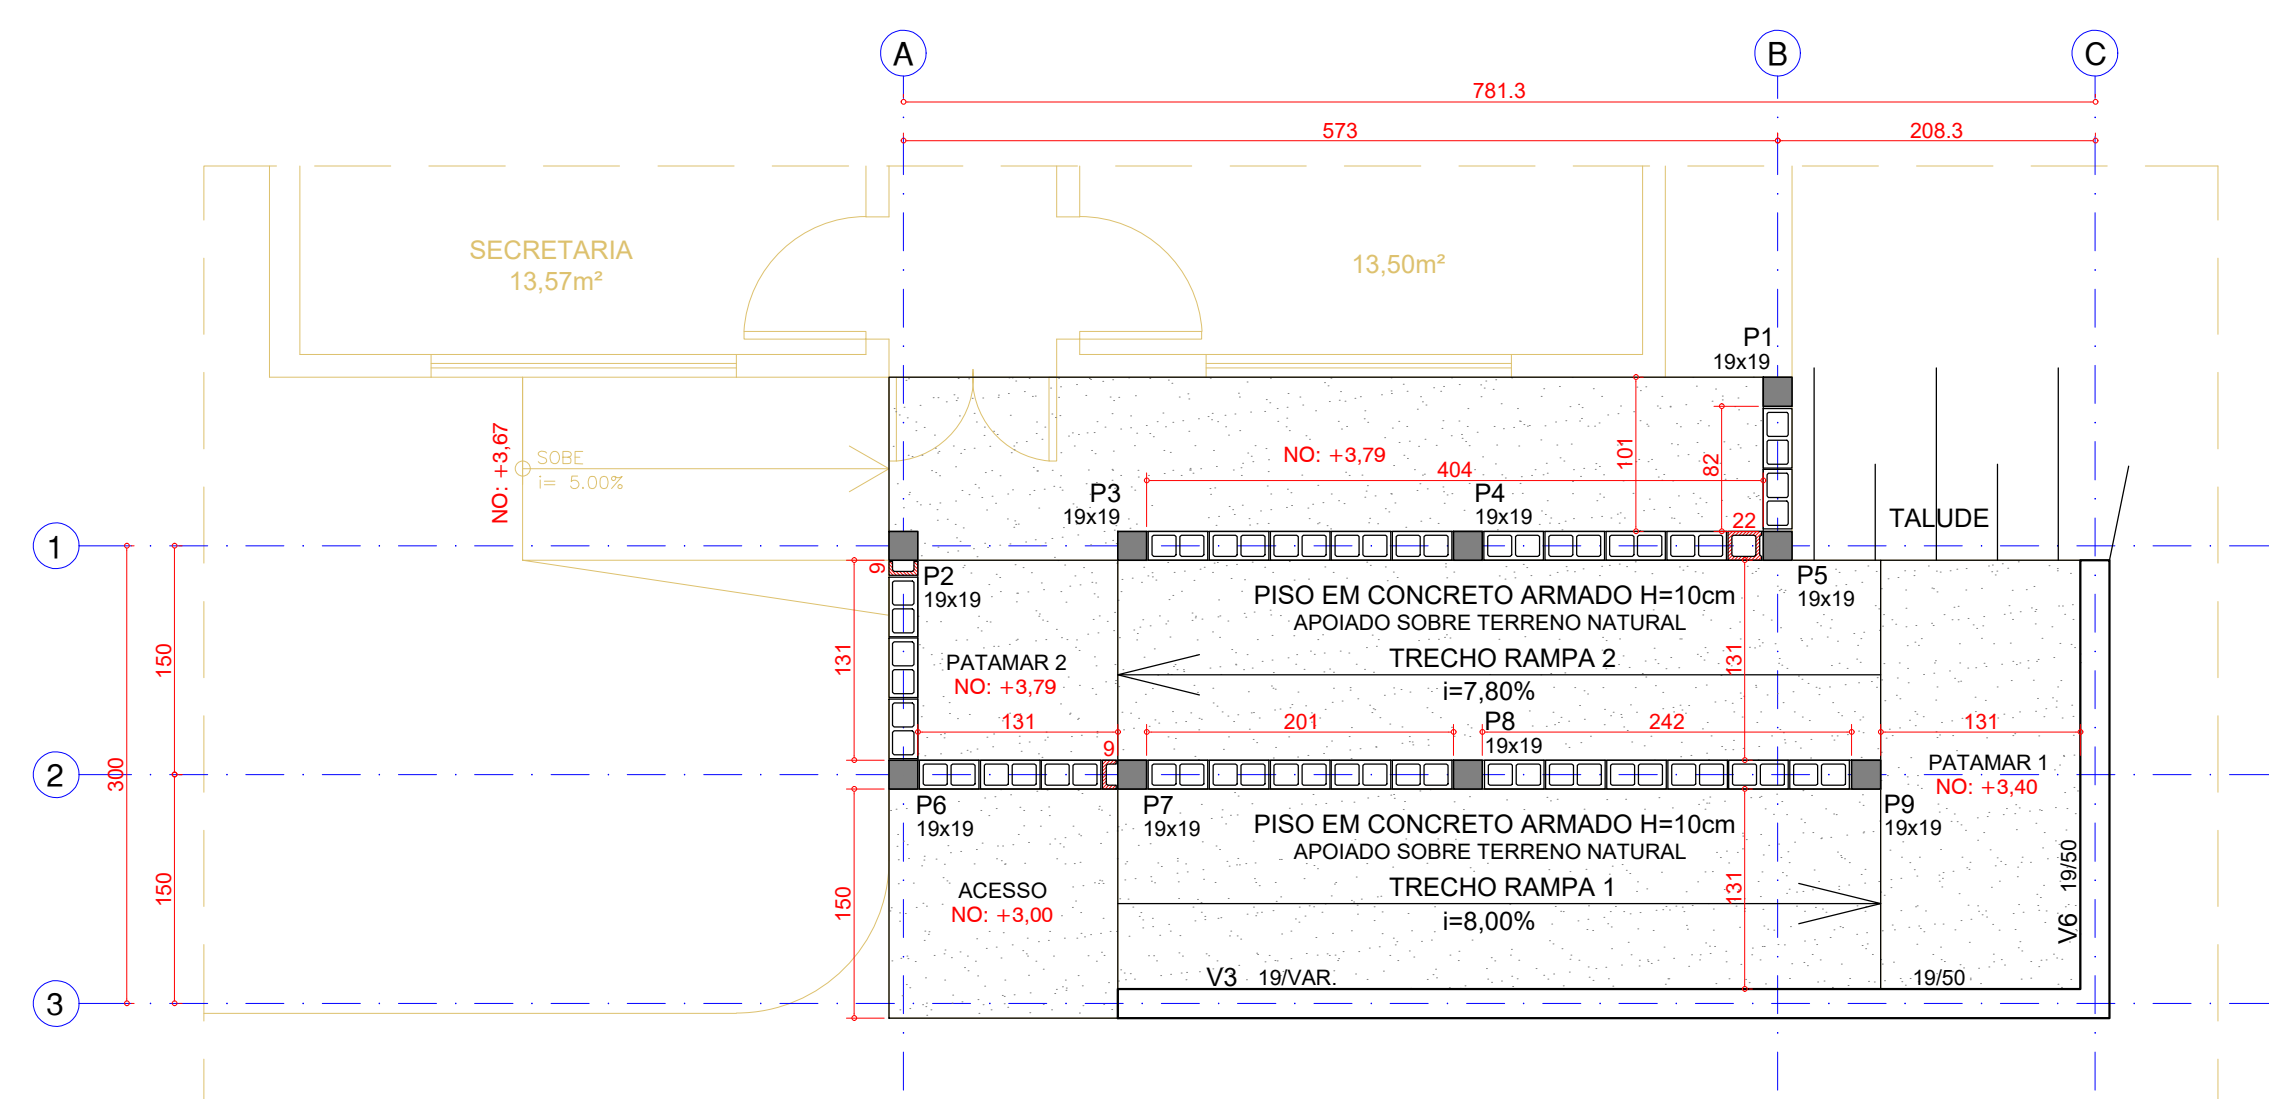 A
B
C
781.3
573
208.3
SECRETARIA
13,57m²
13,50m²
P1
19x19
NO: +3,67
SOBE
i= 5.00%
NO: +3,79
101
82
404
P3
19x19
P4
19x19
22
TALUDE
1
9
P2
19x19
P5
19x19
PISO EM CONCRETO ARMADO H=10cm
APOIADO SOBRE TERRENO NATURAL
150
131
PATAMAR 2
NO: +3,79
TRECHO RAMPA 2
i=7,80%
131
131
201
242
131
P8
19x19
9
2
300
PATAMAR 1
NO: +3,40
P6
19x19
P7
19x19
P9
19x19
PISO EM CONCRETO ARMADO H=10cm
APOIADO SOBRE TERRENO NATURAL
150
150
ACESSO
NO: +3,00
TRECHO RAMPA 1
i=8,00%
131
V6 19/50
V3 19/VAR.
19/50
3